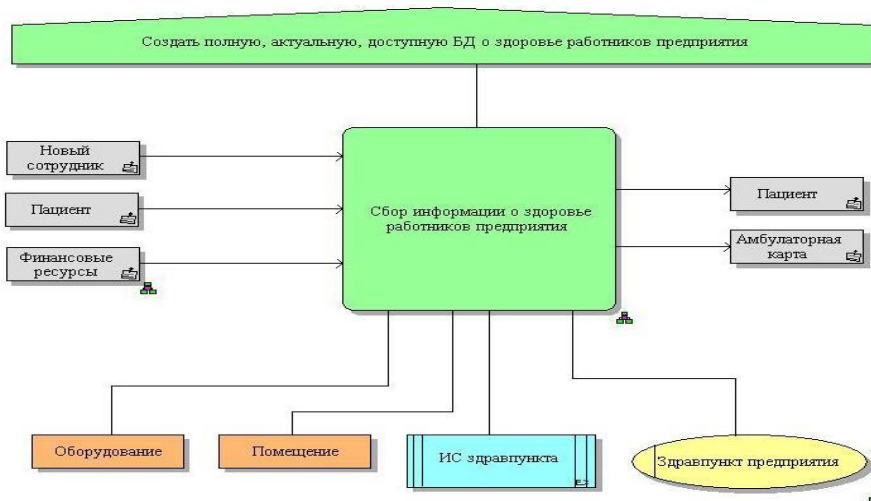 Создать полную, актуальную, доступную БД о здоровье работников предприятия
Новый
сотрудник
Пациент
Финансовые
ресурсы
Сбор информации о здоровье
работников предприятия
Пациент
Амбулаторная
карта
Оборудование
Помещение
ИС здравпункта
Здравпункт предприятия